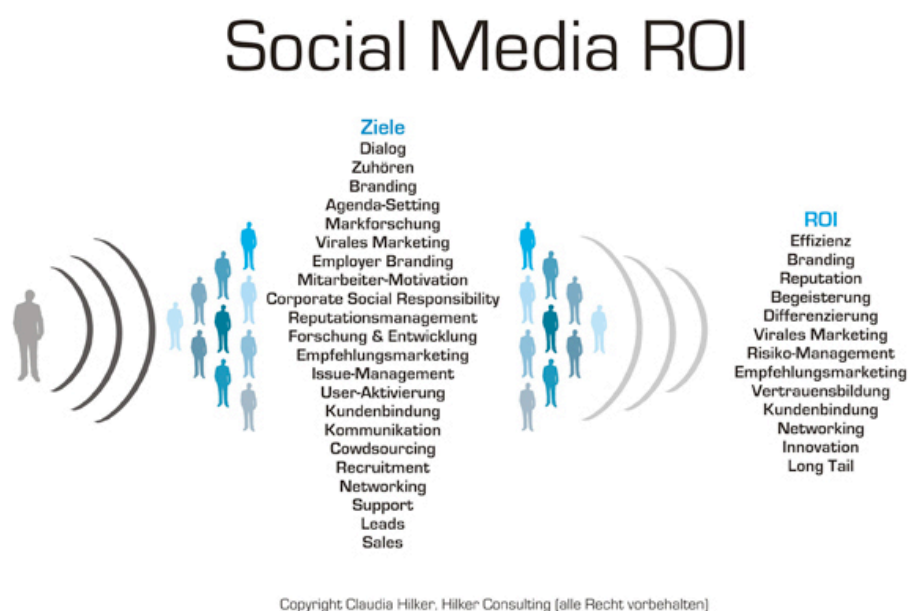 Social Media ROI
Ziele
Dialog
Zuhören
Branding
Agenda-Setting
Markforschung
Virales Marketing
Employer Branding
Mitarbeiter-Motivation
Corporate Social Responsibility
Reputationsmanagement
Forschung & Entwicklung
Empfehlungsmarketing
Issue-Management
User-Aktivierung
Kundenbindung
Kommunikation
Cowdsourcing
Recruitment
Networking
Support
Leads
Sales
ROI
Effizienz
Branding
Reputation
Begeisterung
Differenzierung
Virales Marketing
Risiko-Management
Empfehlungsmarketing
Vertrauensbildung
Kundenbindung
Networking
Innovation
Long Tail
Copyright Claudia Hilker, Hilker Consulting (alle Recht vorbehalten)